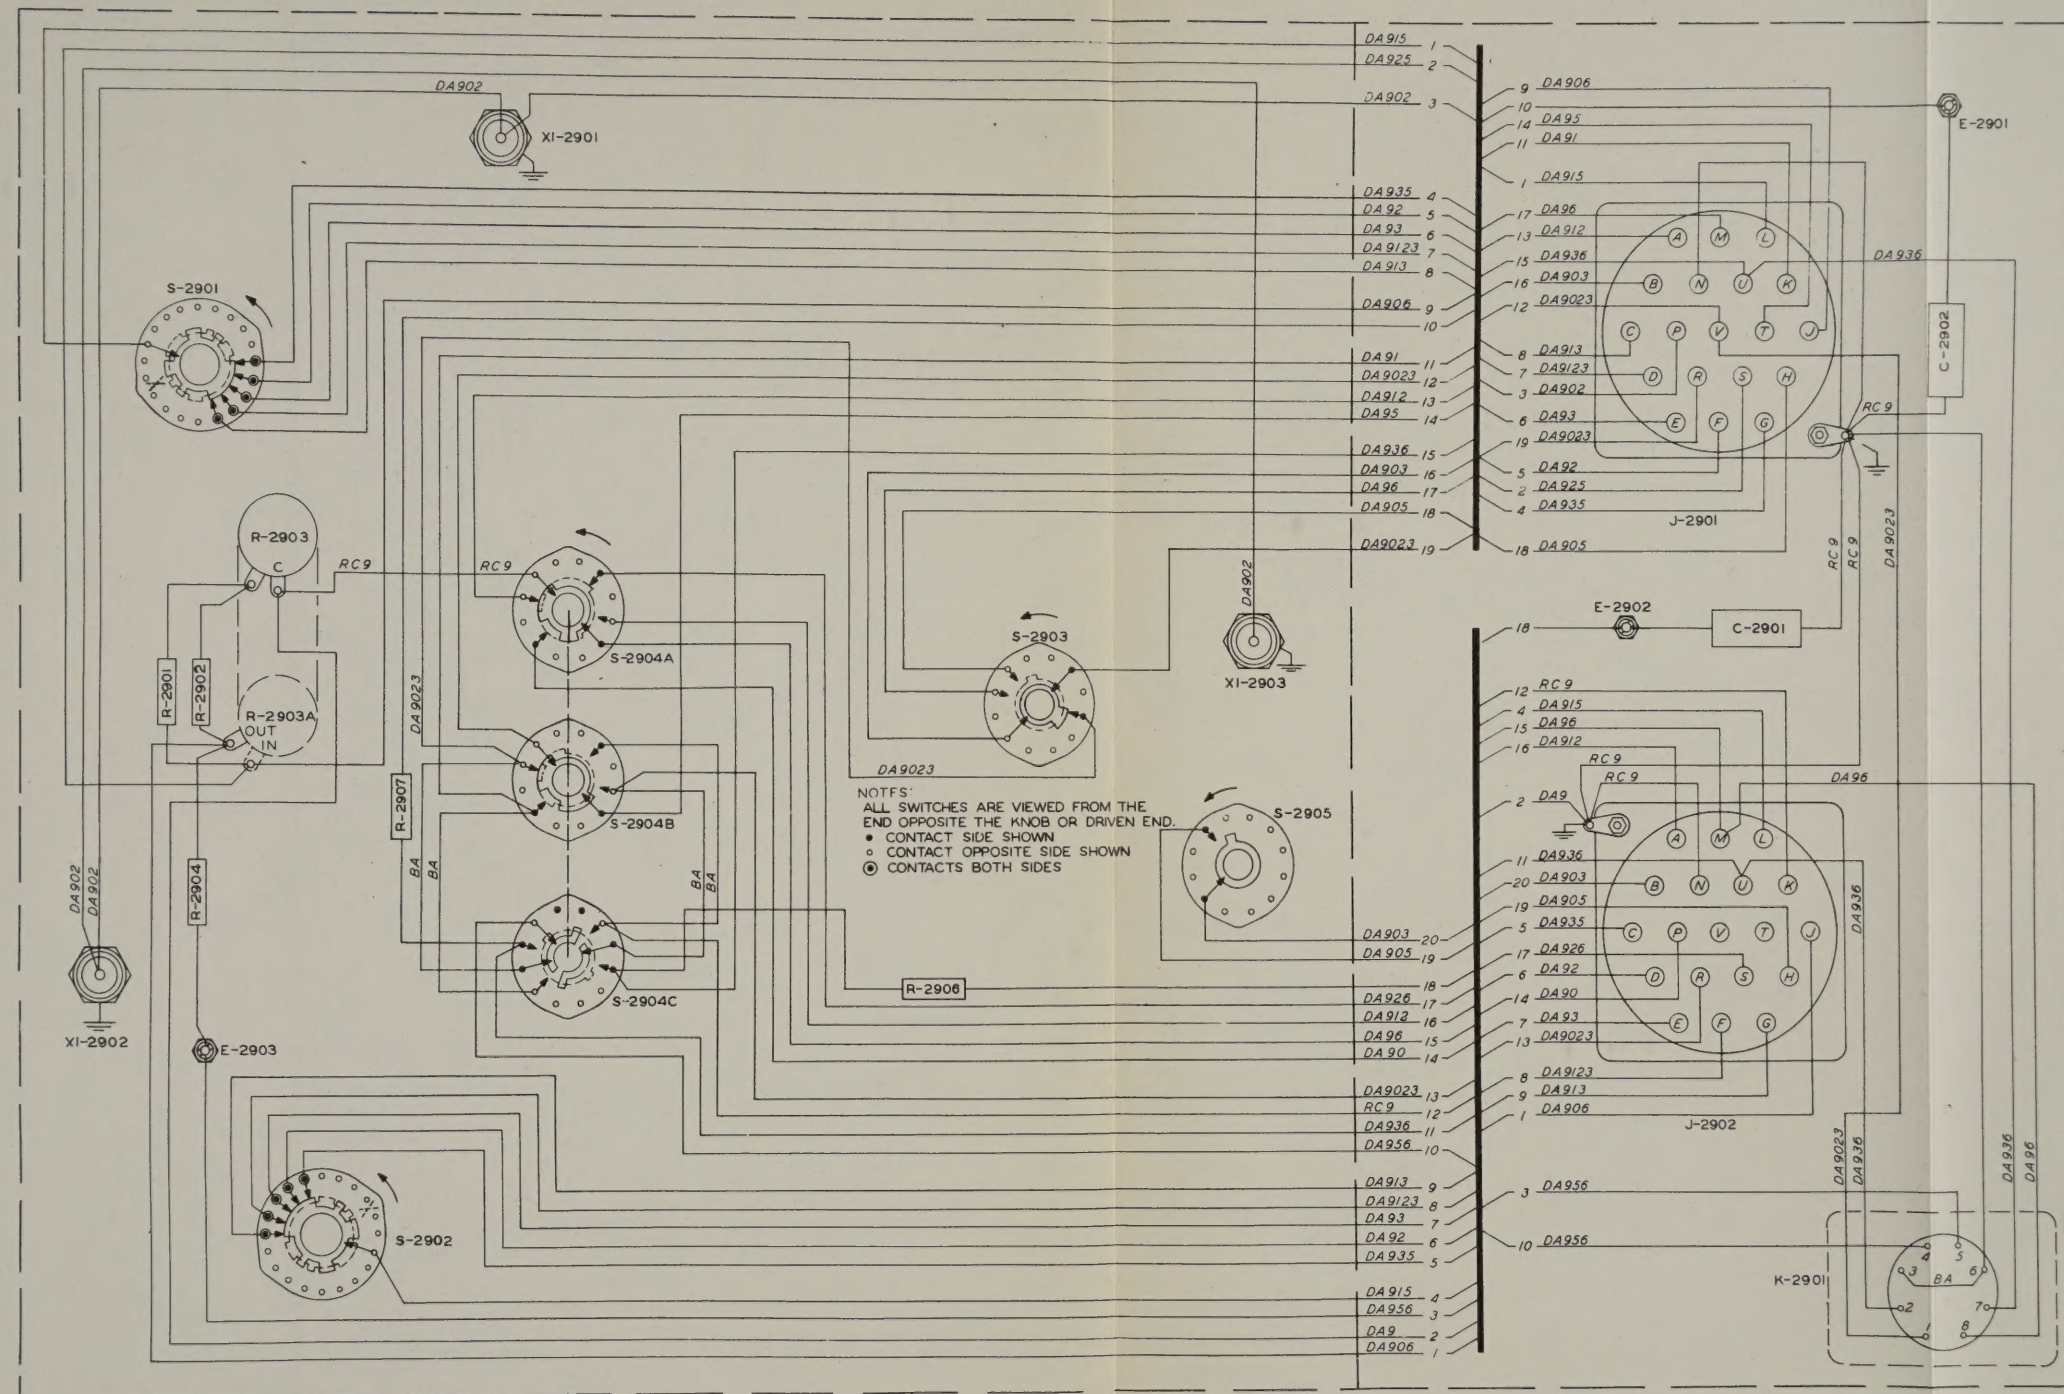 DA915 1
DA925 2
DA902
DA902 3
XI-2901
DA935 4
DA92 5
DA93 6
DA9123 7
DA913 8
S-2901
DA906 9
10
DA91 11
DA9023 12
DA912 13
DA95 14
DA936 15
DA903 16
DA96 17
DA905 18
DA9023 19
R-2903
C
RC9
RC9
S-2904A
DA902
S-2903
XI-2903
R-2901
R-2902
R-2903A
OUT
IN
DA9023
S-2904B
R-2907
DA9023
NOTES:
ALL SWITCHES ARE VIEWED FROM THE
END OPPOSITE THE KNOB OR DRIVEN END.
CONTACT SIDE SHOWN
CONTACT OPPOSITE SIDE SHOWN
CONTACTS BOTH SIDES
S-2905
BA
BA
BA
BA
R-2904
DA902
DA902
XI-2902
E-2903
S-2904C
R-2906
DA903 20
DA905 19
18
DA926 17
DA912 16
DA96 15
DA90 14
DA9023 13
RC9 12
DA936 11
DA956 10
DA913 9
DA9123 8
DA93 7
DA92 6
DA935 5
S-2902
DA915 4
DA956 3
DA9 2
DA906 1
9 DA906
10
14 DA95
11 DA91
1 DA915
17 DA96
13 DA912
15 DA936
16 DA903
12 DA9023
8 DA913
7 DA9123
3 DA902
6 DA93
19 DA9023
5 DA92
2 DA925
4 DA935
18 DA905
A M L
B N U K
C P V T J
D R S H
E F G
J-2901
E-2901
DA936
C-2902
RC9
RC9
RC9
DA9023
E-2902
18
C-2901
12 RC9
4 DA915
15 DA96
16 DA912
RC9
RC9
DA96
2 DA9
11 DA936
20 DA903
19 DA905
5 DA935
17 DA926
6 DA92
14 DA90
7 DA93
13 DA9023
8 DA9123
9 DA913
1 DA906
A M L
B N U K
C P V T J
D R S H
E F G
J-2902
DA936
DA9023
DA936
DA936
DA96
3 DA956
10 DA956
K-2901
4 5
3 BA 6
2 7
1 8